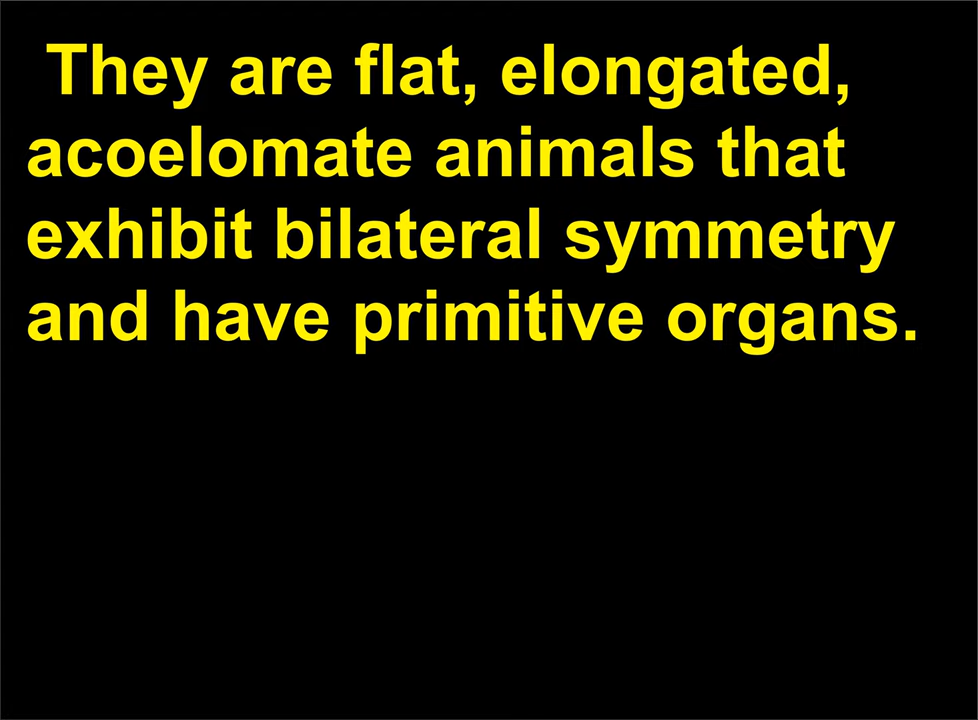 They are flat, elongated,
acoelomate animals that
exhibit bilateral symmetry
and have primitive organs.